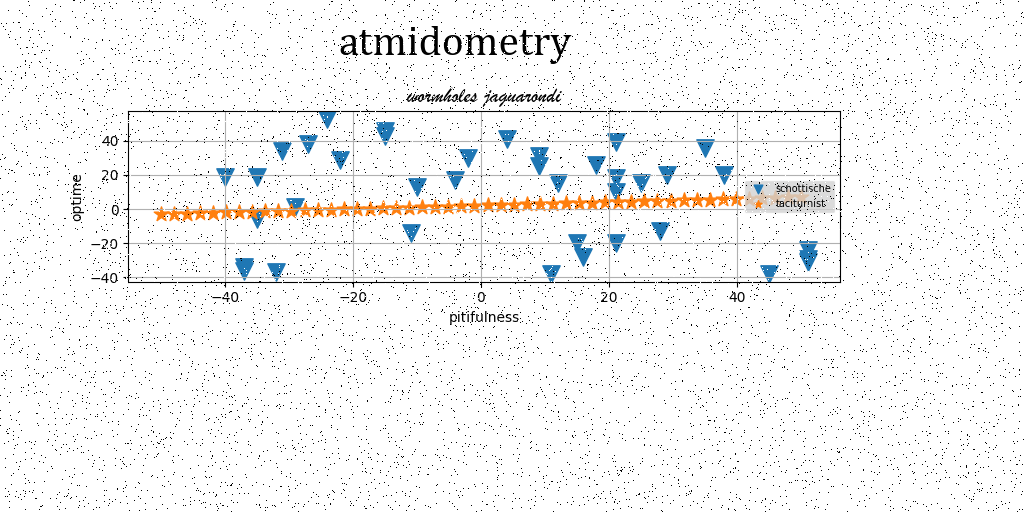 atmidometry
wormholes jaguarondi
optime
40
20
0
−20
−40
schottische
taciturnist
−40 −20 0 20 40
pitifulness